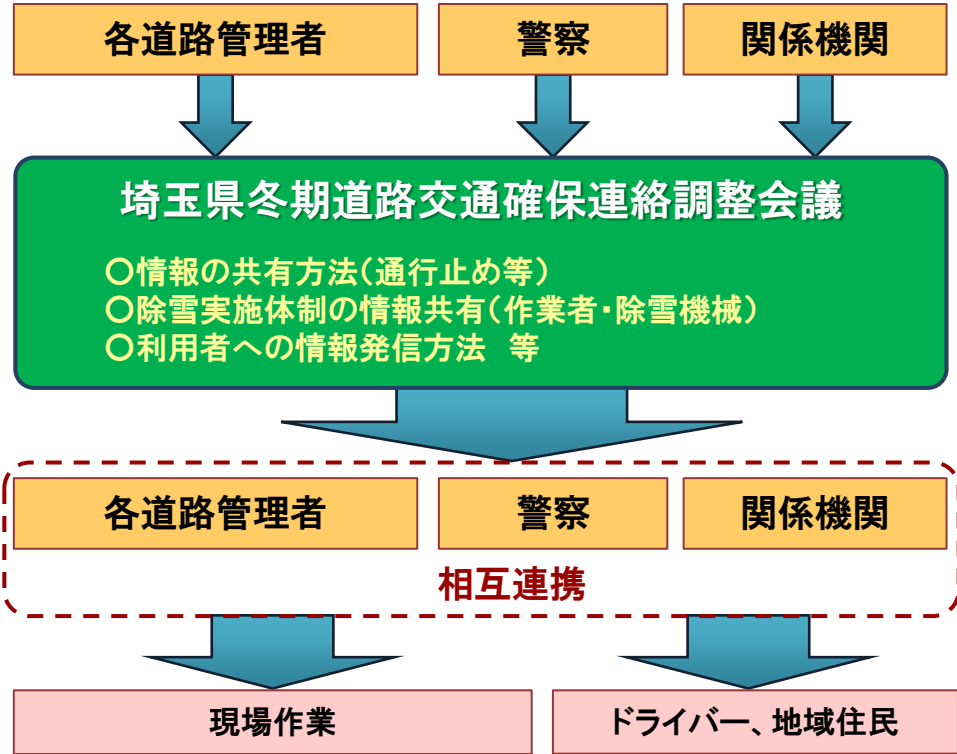 各道路管理者 警察 関係機関
埼玉県冬期道路交通確保連絡調整会議
〇情報の共有方法(通行止め等)
〇除雪実施体制の情報共有(作業者・除雪機械)
〇利用者への情報発信方法　等
各道路管理者 警察 関係機関
相互連携
現場作業 ドライバー、地域住民